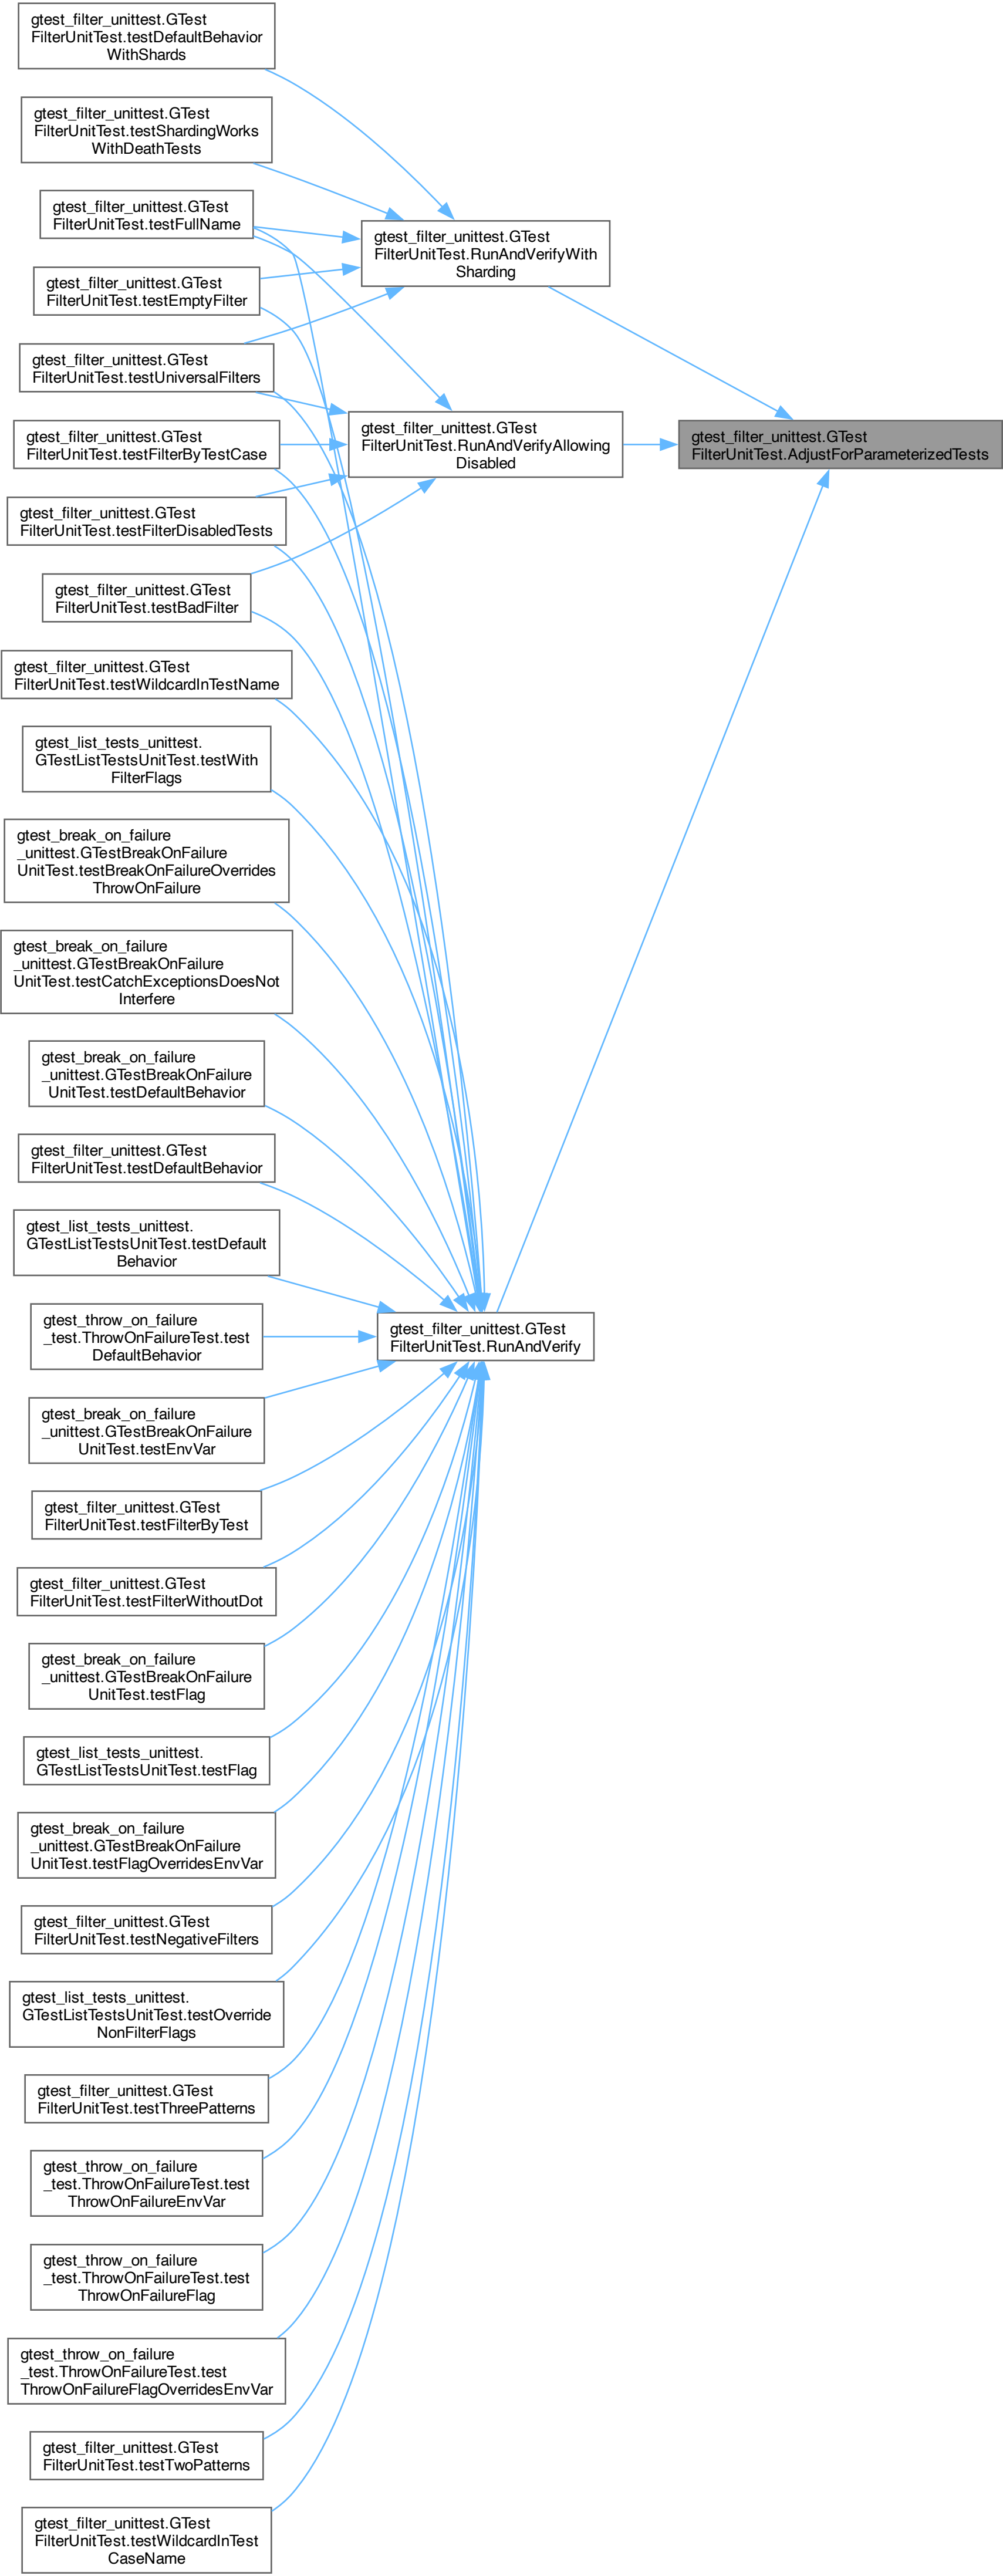 gtest_filter_unittest.GTest
FilterUnitTest.testDefaultBehavior
WithShards
gtest_filter_unittest.GTest
FilterUnitTest.testShardingWorks
WithDeathTests
gtest_filter_unittest.GTest
FilterUnitTest.testFullName
gtest_filter_unittest.GTest
FilterUnitTest.testEmptyFilter
gtest_filter_unittest.GTest
FilterUnitTest.testUniversalFilters
gtest_filter_unittest.GTest
FilterUnitTest.testFilterByTestCase
gtest_filter_unittest.GTest
FilterUnitTest.testFilterDisabledTests
gtest_filter_unittest.GTest
FilterUnitTest.testBadFilter
gtest_filter_unittest.GTest
FilterUnitTest.testWildcardInTestName
gtest_list_tests_unittest.
GTestListTestsUnitTest.testWith
FilterFlags
gtest_break_on_failure
_unittest.GTestBreakOnFailure
UnitTest.testBreakOnFailureOverrides
ThrowOnFailure
gtest_break_on_failure
_unittest.GTestBreakOnFailure
UnitTest.testCatchExceptionsDoesNot
Interfere
gtest_break_on_failure
_unittest.GTestBreakOnFailure
UnitTest.testDefaultBehavior
gtest_filter_unittest.GTest
FilterUnitTest.testDefaultBehavior
gtest_list_tests_unittest.
GTestListTestsUnitTest.testDefault
Behavior
gtest_throw_on_failure
_test.ThrowOnFailureTest.test
DefaultBehavior
gtest_break_on_failure
_unittest.GTestBreakOnFailure
UnitTest.testEnvVar
gtest_filter_unittest.GTest
FilterUnitTest.testFilterByTest
gtest_filter_unittest.GTest
FilterUnitTest.testFilterWithoutDot
gtest_break_on_failure
_unittest.GTestBreakOnFailure
UnitTest.testFlag
gtest_list_tests_unittest.
GTestListTestsUnitTest.testFlag
gtest_break_on_failure
_unittest.GTestBreakOnFailure
UnitTest.testFlagOverridesEnvVar
gtest_filter_unittest.GTest
FilterUnitTest.testNegativeFilters
gtest_list_tests_unittest.
GTestListTestsUnitTest.testOverride
NonFilterFlags
gtest_filter_unittest.GTest
FilterUnitTest.testThreePatterns
gtest_throw_on_failure
_test.ThrowOnFailureTest.test
ThrowOnFailureEnvVar
gtest_throw_on_failure
_test.ThrowOnFailureTest.test
ThrowOnFailureFlag
gtest_throw_on_failure
_test.ThrowOnFailureTest.test
ThrowOnFailureFlagOverridesEnvVar
gtest_filter_unittest.GTest
FilterUnitTest.testTwoPatterns
gtest_filter_unittest.GTest
FilterUnitTest.testWildcardInTest
CaseName
gtest_filter_unittest.GTest
FilterUnitTest.RunAndVerifyWith
Sharding
gtest_filter_unittest.GTest
FilterUnitTest.RunAndVerifyAllowing
Disabled
gtest_filter_unittest.GTest
FilterUnitTest.RunAndVerify
gtest_filter_unittest.GTest
FilterUnitTest.AdjustForParameterizedTests